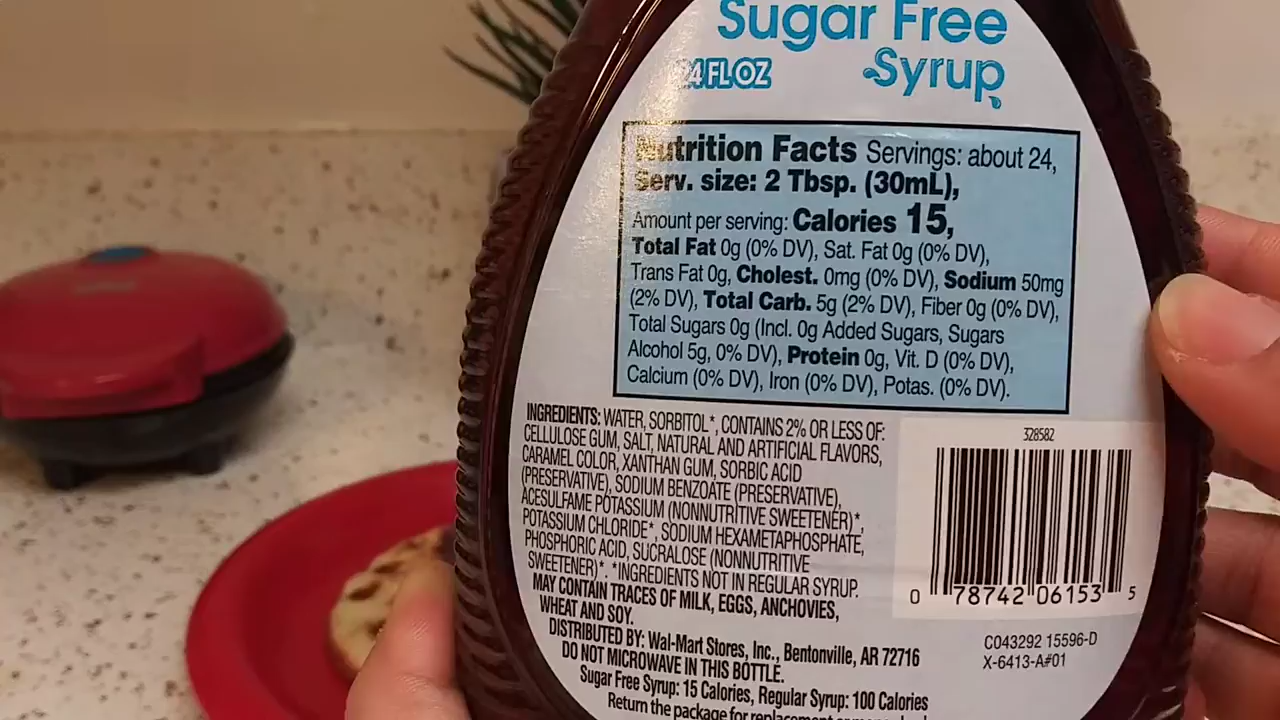 Sugar Free
24 FL OZ
Syrup
Nutrition Facts Servings: about 24,
Serv. size: 2 Tbsp. (30mL),
Amount per serving: Calories 15,
Total Fat 0g (0% DV), Sat. Fat 0g (0% DV),
Trans Fat 0g, Cholest. 0mg (0% DV), Sodium 50mg
(2% DV), Total Carb. 5g (2% DV), Fiber 0g (0% DV),
Total Sugars 0g (Incl. 0g Added Sugars, Sugars
Alcohol 5g, 0% DV), Protein 0g, Vit. D (0% DV),
Calcium (0% DV), Iron (0% DV), Potas. (0% DV).
INGREDIENTS: WATER, SORBITOL*, CONTAINS 2% OR LESS OF:
CELLULOSE GUM, SALT, NATURAL AND ARTIFICIAL FLAVORS,
CARAMEL COLOR, XANTHAN GUM, SORBIC ACID
(PRESERVATIVE), SODIUM BENZOATE (PRESERVATIVE),
ACESULFAME POTASSIUM (NONNUTRITIVE SWEETENER)*,
POTASSIUM CHLORIDE*, SODIUM HEXAMETAPHOSPHATE,
PHOSPHORIC ACID, SUCRALOSE (NONNUTRITIVE
SWEETENER)*. *INGREDIENTS NOT IN REGULAR SYRUP.
MAY CONTAIN TRACES OF MILK, EGGS, ANCHOVIES,
WHEAT AND SOY.
DISTRIBUTED BY: Wal-Mart Stores, Inc., Bentonville, AR 72716
DO NOT MICROWAVE IN THIS BOTTLE.
Sugar Free Syrup: 15 Calories, Regular Syrup: 100 Calories
Return the package for replacement or
328582
0 78742 06153 5
C043292 15596-D
X-6413-A#01